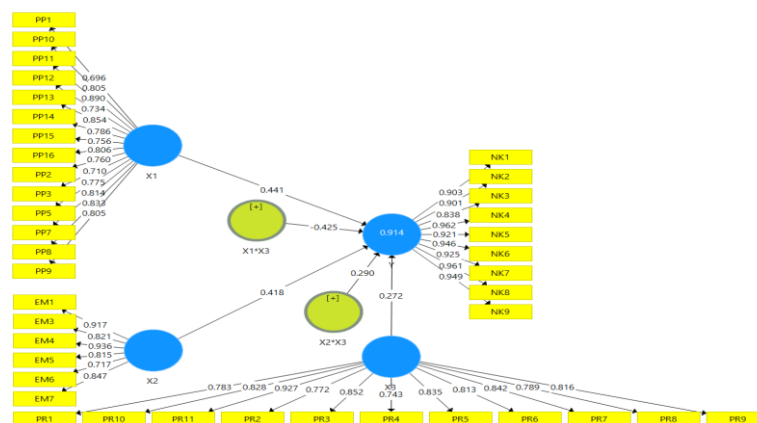 PP1
PP10
PP11
PP12
PP13
PP14
PP15
PP16
PP2
PP3
PP5
PP7
PP8
PP9
0.696
0.805
0.890
0.734
0.854
0.786
0.756
0.806
0.760
0.710
0.775
0.814
0.833
0.805
X1
0.441
[+]
X1*X3
-0.425
0.914
Y
NK1
NK2
NK3
NK4
NK5
NK6
NK7
NK8
NK9
0.903
0.901
0.838
0.962
0.921
0.946
0.925
0.961
0.949
EM1
EM3
EM4
EM5
EM6
EM7
0.917
0.821
0.936
0.815
0.717
0.847
X2
0.418
[+]
X2*X3
0.290
0.272
X3
0.783 0.828 0.927 0.772 0.852 0.743 0.835 0.813 0.842 0.789 0.816
PR1 PR10 PR11 PR2 PR3 PR4 PR5 PR6 PR7 PR8 PR9